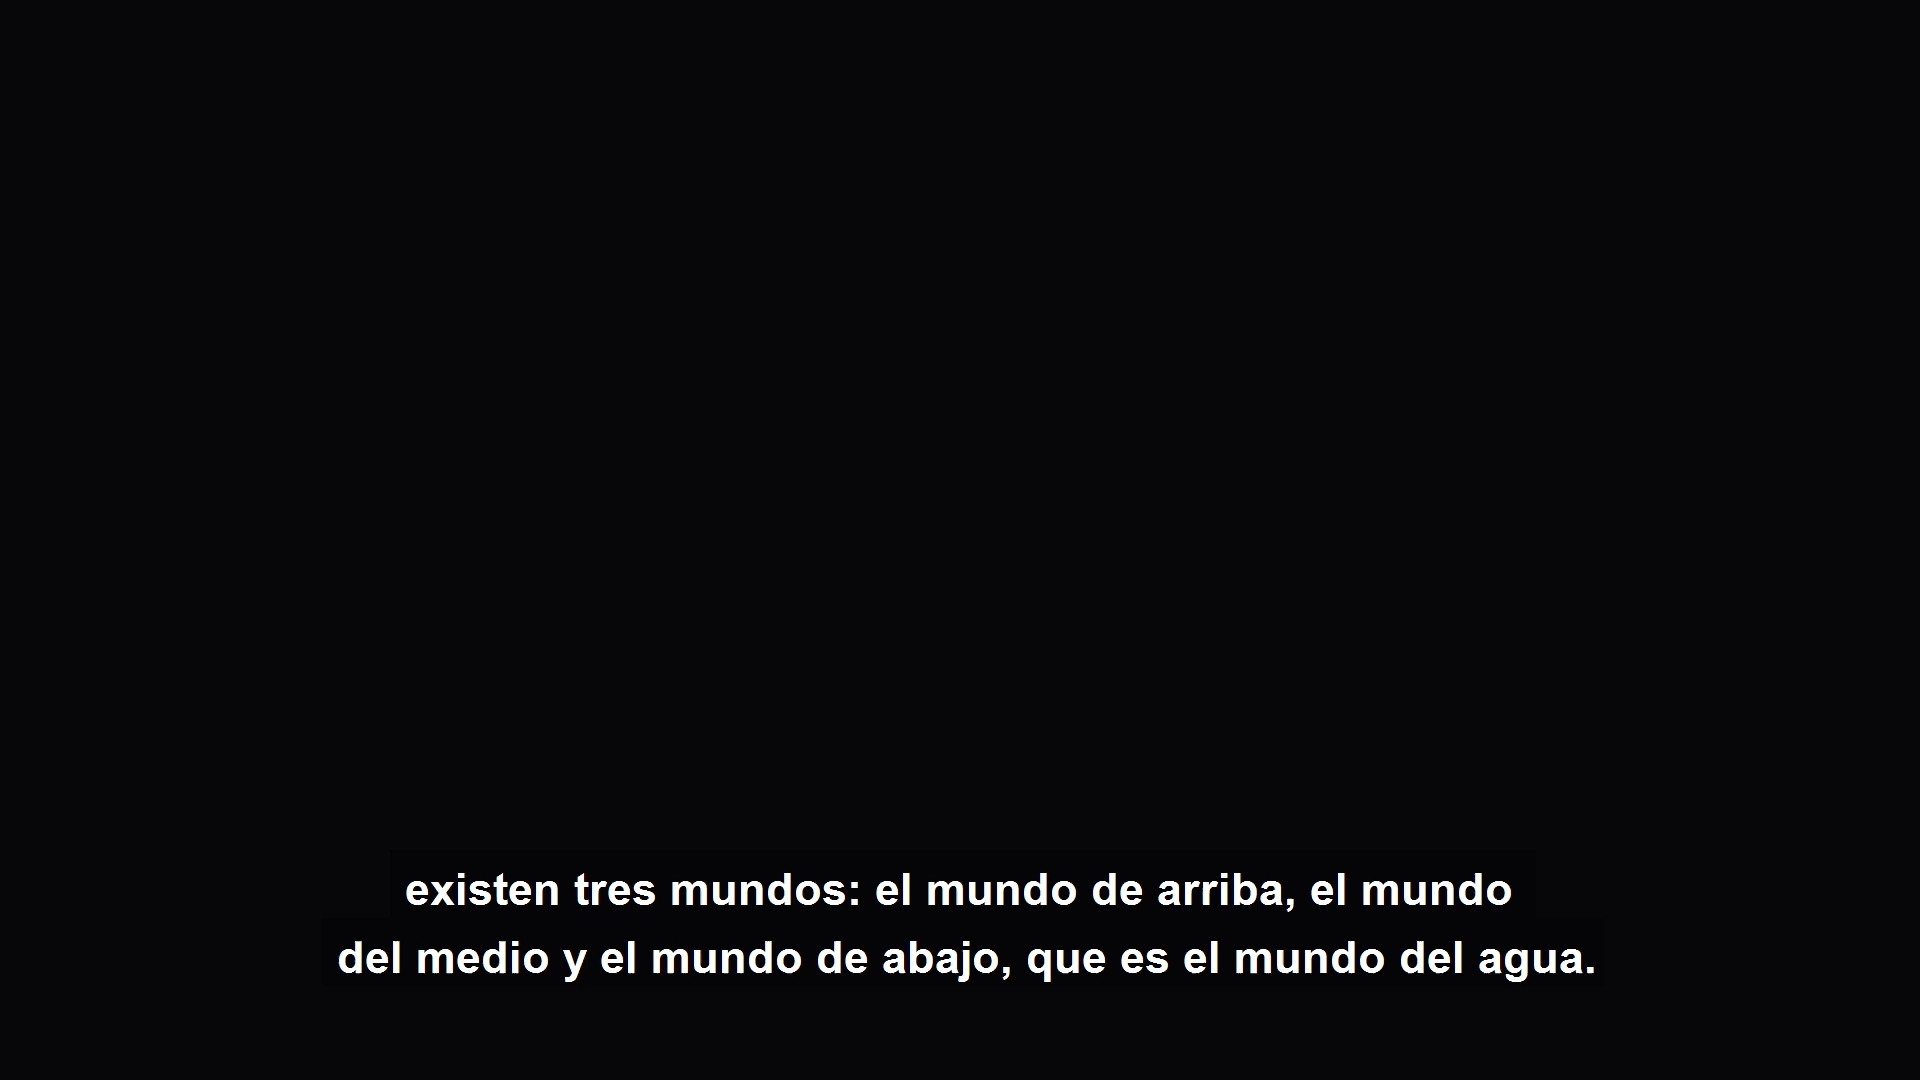 existen tres mundos: el mundo de arriba, el mundo
del medio y el mundo de abajo, que es el mundo del agua.